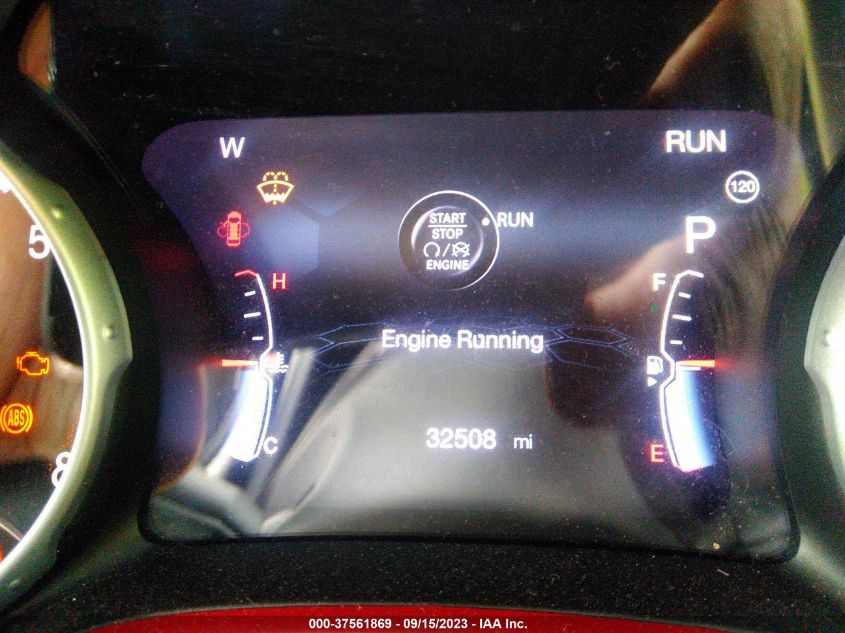 W
RUN
120
START
STOP
ENGINE
RUN
P
5
H
F
Engine Running
ABS
C
32508 mi
E
8
000-37561869 - 09/15/2023 - IAA Inc.